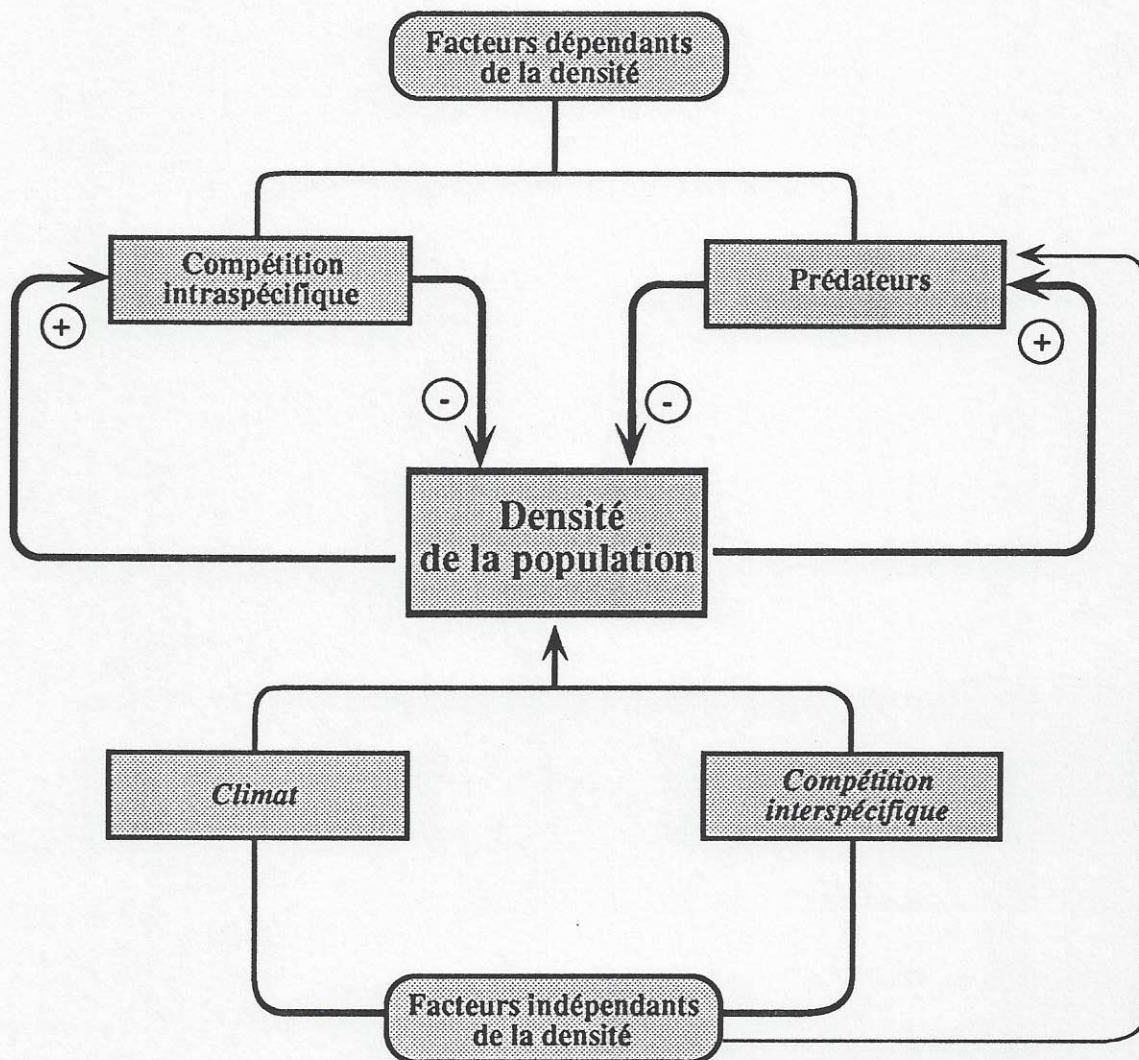 Facteurs dépendants
de la densité
Compétition
intraspécifique
Prédateurs
+
+
-
-
Densité
de la population
Climat
Compétition
interspécifique
Facteurs indépendants
de la densité